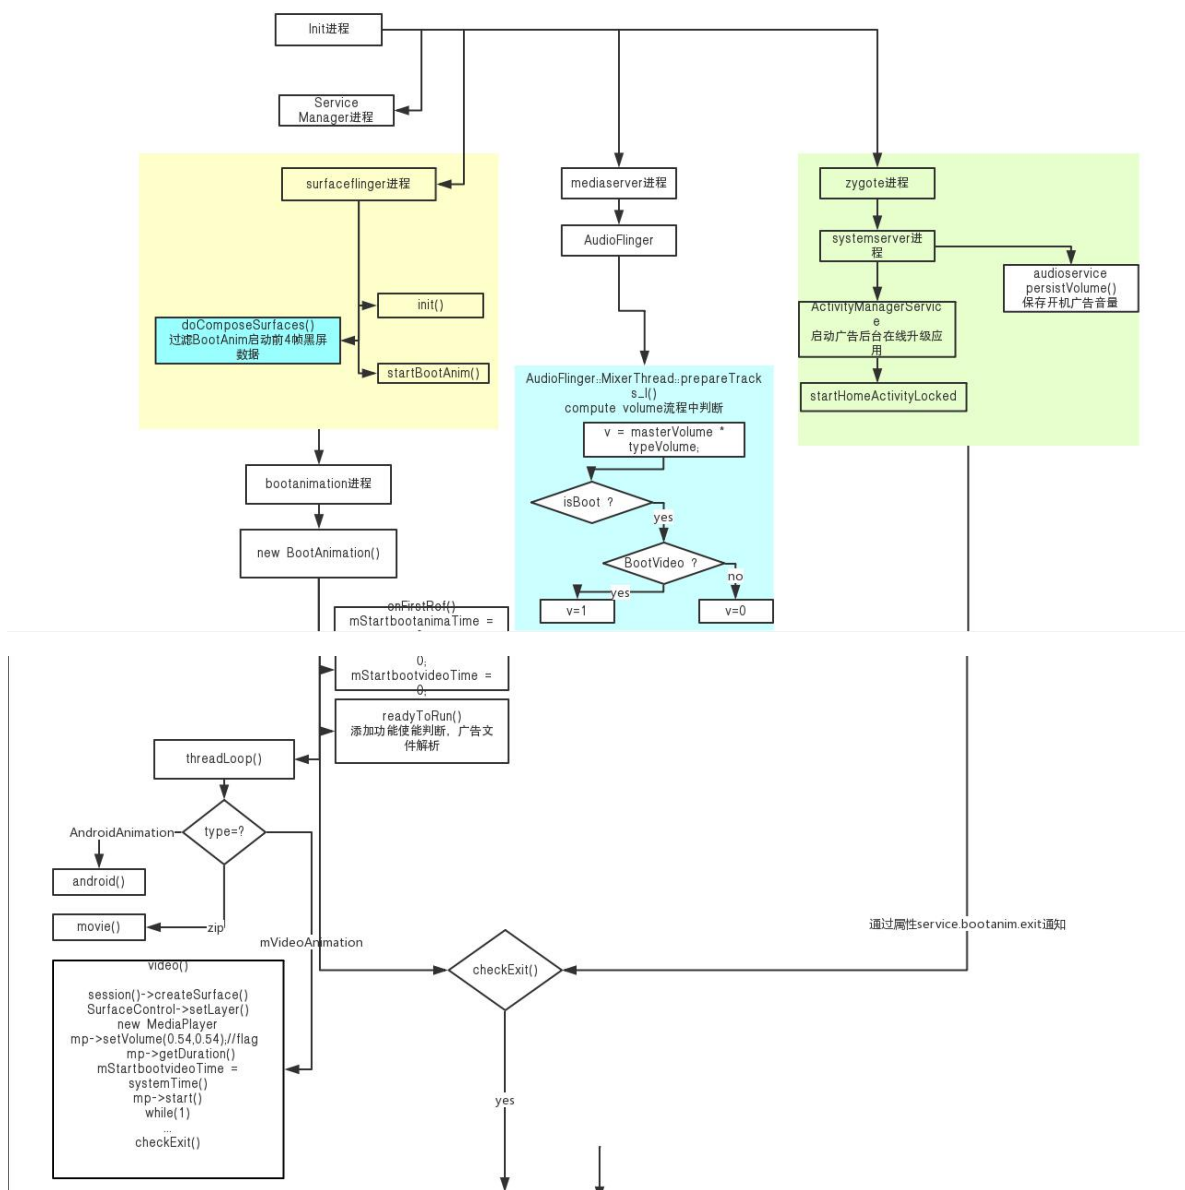 Init进程
Service
Manager进程
surfaceflinger进程
init()
doComposeSurfaces()
过滤BootAnim启动前4帧黑屏
数据
startBootAnim()
mediaserver进程
AudioFlinger
AudioFlinger::MixerThread::prepareTrack
s_l()
compute volume流程中判断
v = masterVolume *
typeVolume;
isBoot ?
yes
BootVideo ?
yes
no
v=1
v=0
zygote进程
systemserver进
程
audioservice
persistVolume()
保存开机广告音量
ActivityManagerServic
e
启动广告后台在线升级应
用
startHomeActivityLocked
bootanimation进程
new BootAnimation()
onFirstRef()
mStartbootanimaTime =
0;
mStartbootvideoTime =
0;
readyToRun()
添加功能使能判断，广告文
件解析
threadLoop()
type=?
AndroidAnimation
android()
movie()
zip
mVideoAnimation
video()
session()->createSurface()
SurfaceControl->setLayer()
new MediaPlayer
mp->setVolume(0.54,0.54);//flag
mp->getDuration()
mStartbootvideoTime =
systemTime()
mp->start()
while(1)
...
checkExit()
checkExit()
通过属性service.bootanim.exit通知
yes